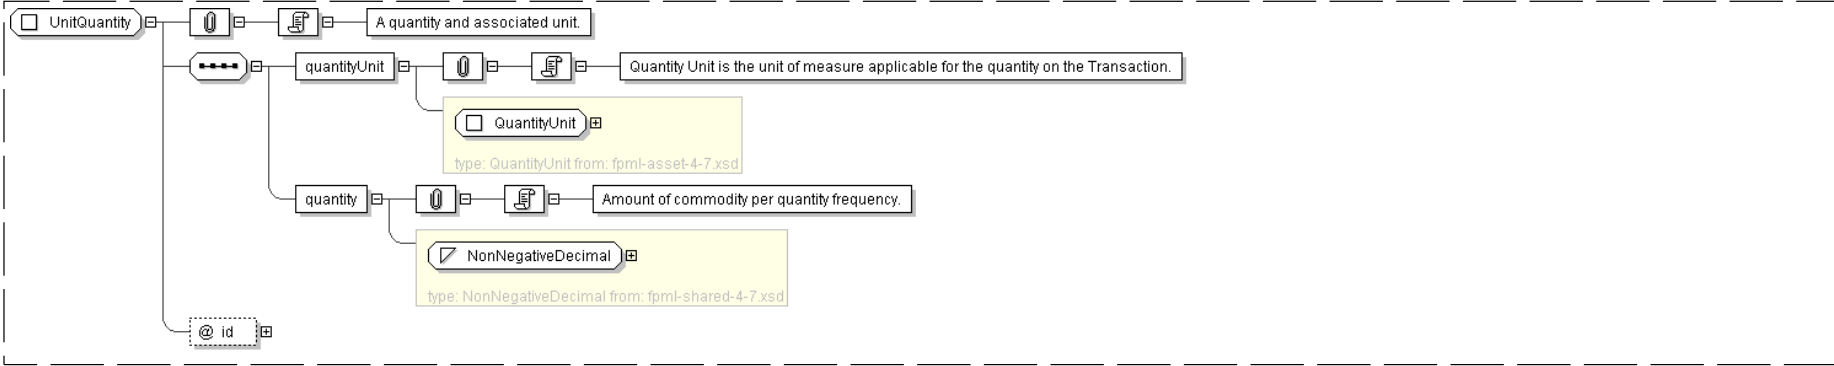 UnitQuantity
A quantity and associated unit.
quantityUnit
Quantity Unit is the unit of measure applicable for the quantity on the Transaction.
QuantityUnit
type: QuantityUnit from: fpml-asset-4-7.xsd
quantity
Amount of commodity per quantity frequency.
NonNegativeDecimal
type: NonNegativeDecimal from: fpml-shared-4-7.xsd
@ id